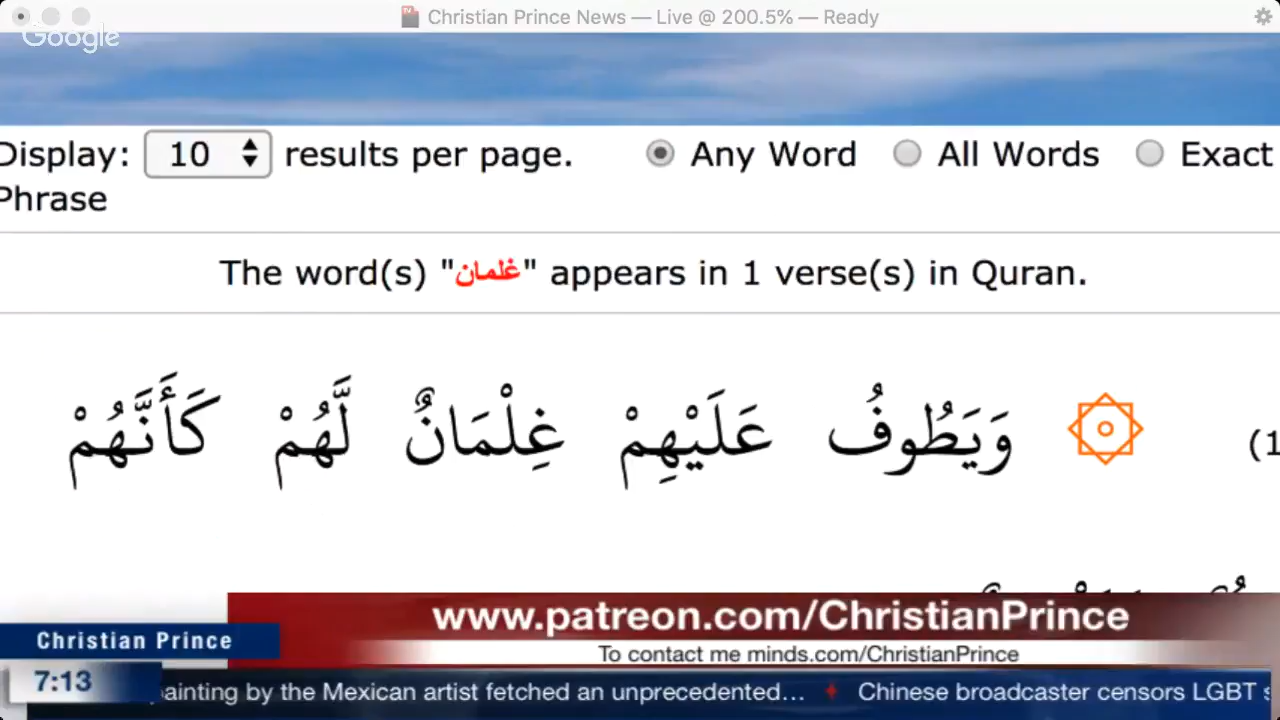 Christian Prince News — Live @ 200.5% — Ready
Google
Display: 10 results per page. Any Word All Words Exact
Phrase
The word(s) "غلمان" appears in 1 verse(s) in Quran.
(1 ۞ وَيَطُوفُ عَلَيْهِمْ غِلْمَانٌ لَّهُمْ كَأَنَّهُمْ
www.patreon.com/ChristianPrince
Christian Prince
To contact me minds.com/ChristianPrince
7:13 painting by the Mexican artist fetched an unprecedented... ♦ Chinese broadcaster censors LGBT